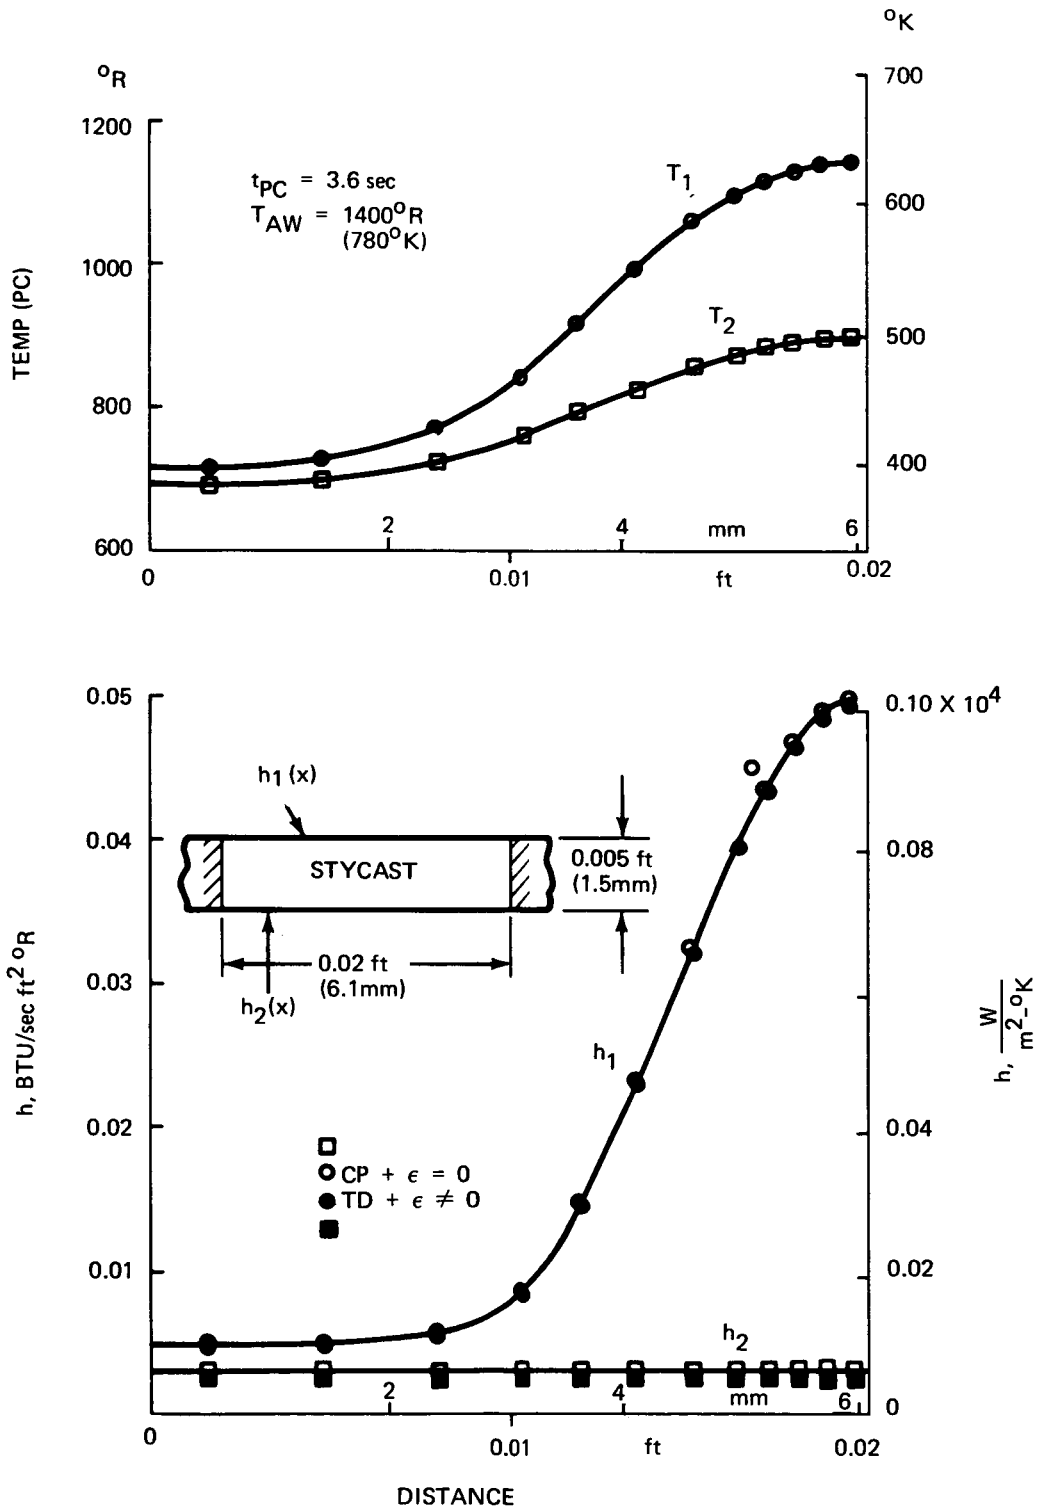 °K
°R
700
1200
T1
tPC = 3.6 sec
TAW = 1400°R
(780°K)
600
1000
TEMP (PC)
T2
500
800
400
2
4
mm
6
600
0
0.01
ft
0.02
0.05
0.10 X 10⁴
h1 (x)
0.04
0.08
STYCAST
0.005 ft
(1.5mm)
0.03
0.02 ft
(6.1mm)
h2(x)
h, BTU/sec ft² °R
h, W/m²-°K
h1
0.02
0.04
CP + ϵ = 0
TD + ϵ ≠ 0
0.01
0.02
h2
2
4
mm
6
0
0
0.01
ft
0.02
DISTANCE